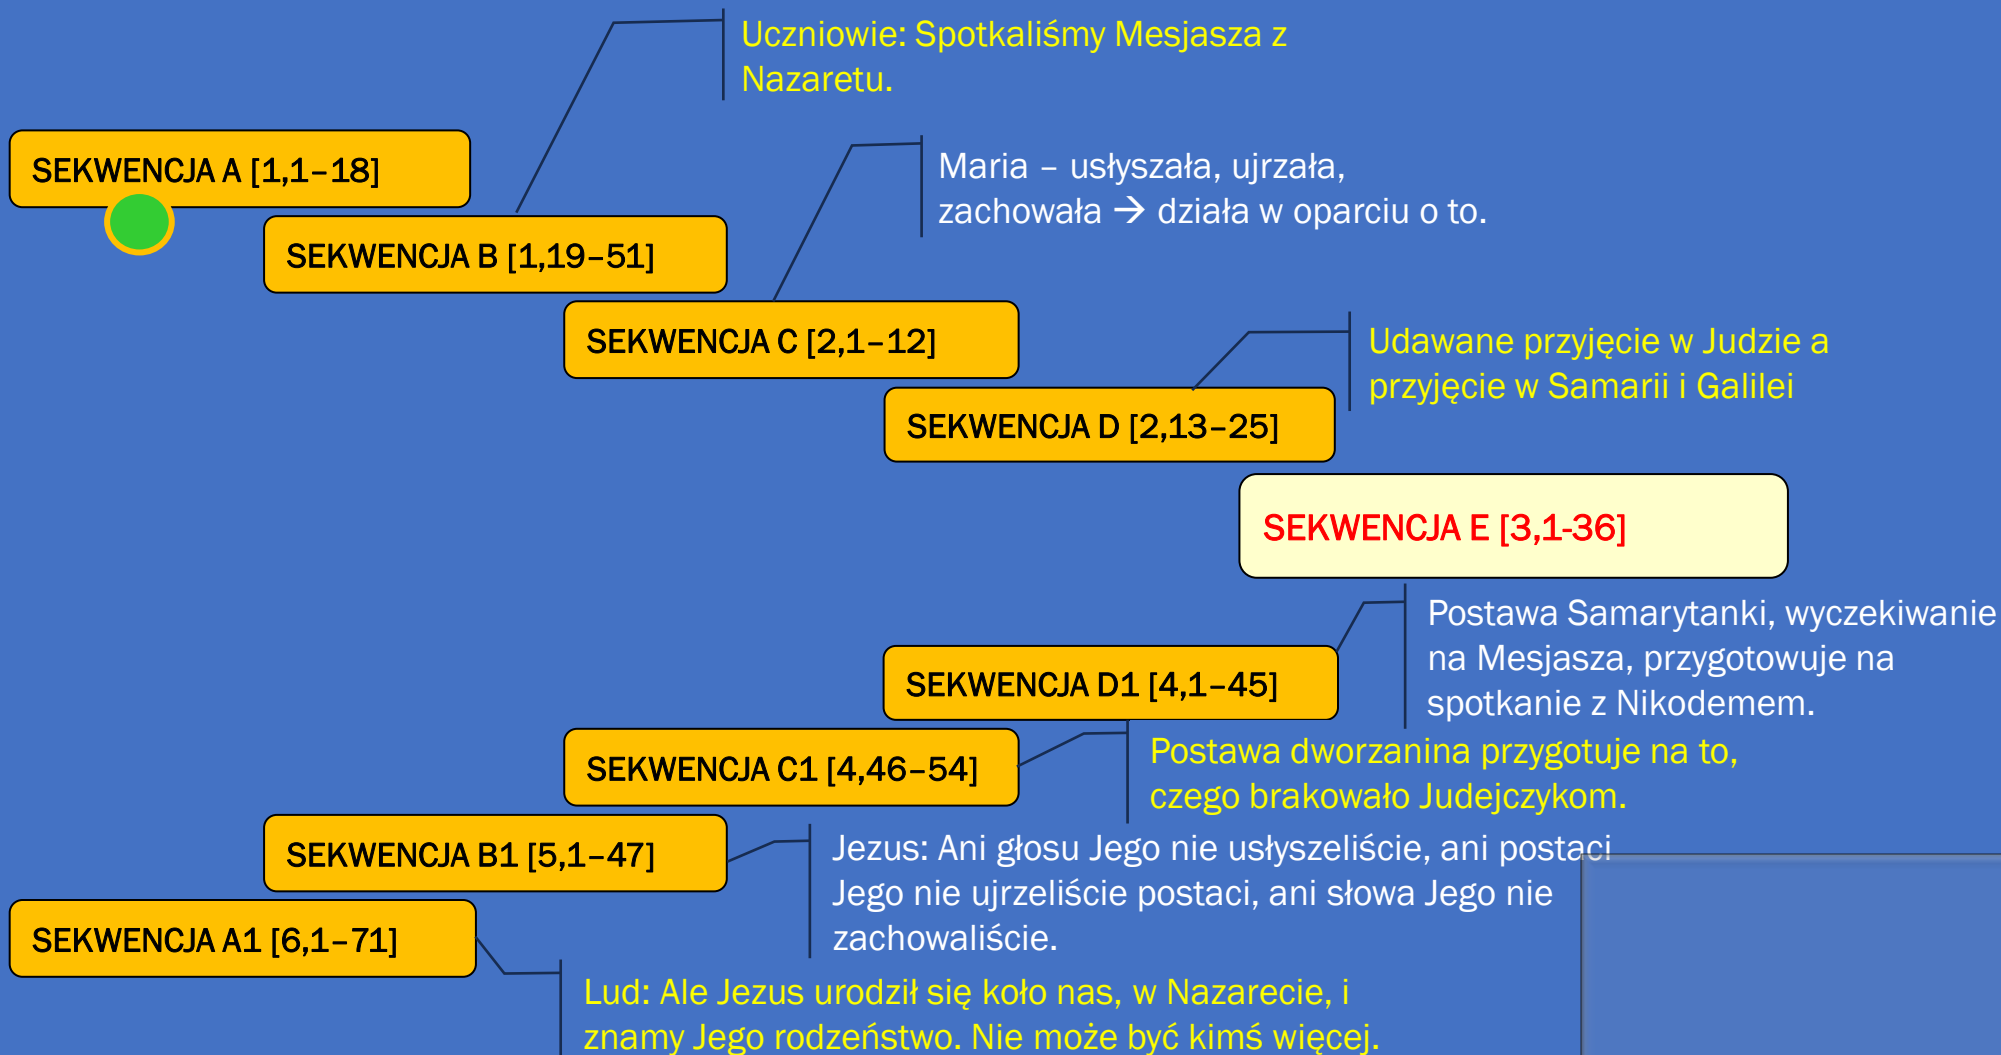 Uczniowie: Spotkaliśmy Mesjasza z
Nazaretu.
SEKWENCJA A [1,1–18]
Maria – usłyszała, ujrzała,
zachowała → działa w oparciu o to.
SEKWENCJA B [1,19–51]
SEKWENCJA C [2,1–12]
Udawane przyjęcie w Judzie a
przyjęcie w Samarii i Galilei
SEKWENCJA D [2,13–25]
SEKWENCJA E [3,1-36]
Postawa Samarytanki, wyczekiwanie
na Mesjasza, przygotowuje na
spotkanie z Nikodemem.
SEKWENCJA D1 [4,1–45]
Postawa dworzanina przygotuje na to,
czego brakowało Judejczykom.
SEKWENCJA C1 [4,46–54]
Jezus: Ani głosu Jego nie usłyszeliście, ani postaci
Jego nie ujrzeliście postaci, ani słowa Jego nie
zachowaliście.
SEKWENCJA B1 [5,1–47]
SEKWENCJA A1 [6,1–71]
Lud: Ale Jezus urodził się koło nas, w Nazarecie, i
znamy Jego rodzeństwo. Nie może być kimś więcej.